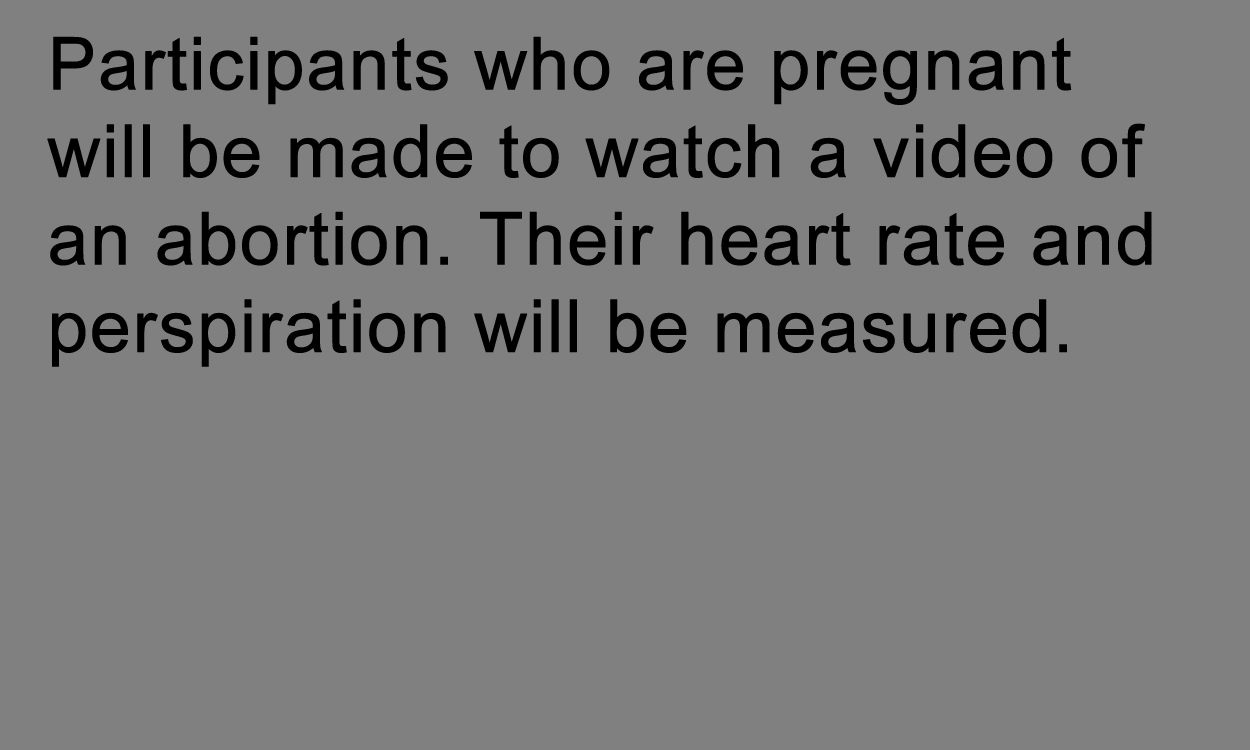 Participants who are pregnant
will be made to watch a video of
an abortion. Their heart rate and
perspiration will be measured.